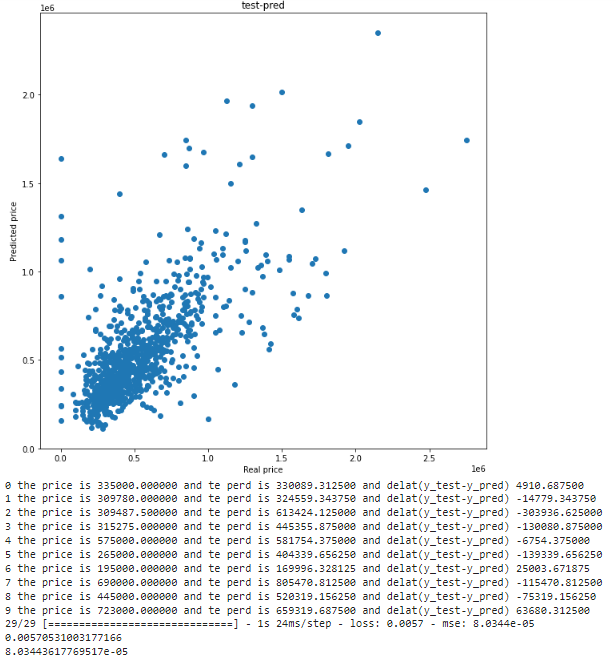 test-pred
1e6
2.0
1.5
Predicted price
1.0
0.5
0.0
0.0 0.5 1.0 1.5 2.0 2.5
Real price 1e6
0 the price is 335000.000000 and te perd is 330089.312500 and delat(y_test-y_pred) 4910.687500
1 the price is 309780.000000 and te perd is 324559.343750 and delat(y_test-y_pred) -14779.343750
2 the price is 309487.500000 and te perd is 613424.125000 and delat(y_test-y_pred) -303936.625000
3 the price is 315275.000000 and te perd is 445355.875000 and delat(y_test-y_pred) -130080.875000
4 the price is 575000.000000 and te perd is 581754.375000 and delat(y_test-y_pred) -6754.375000
5 the price is 265000.000000 and te perd is 404339.656250 and delat(y_test-y_pred) -139339.656250
6 the price is 195000.000000 and te perd is 169996.328125 and delat(y_test-y_pred) 25003.671875
7 the price is 690000.000000 and te perd is 805470.812500 and delat(y_test-y_pred) -115470.812500
8 the price is 445000.000000 and te perd is 520319.156250 and delat(y_test-y_pred) -75319.156250
9 the price is 723000.000000 and te perd is 659319.687500 and delat(y_test-y_pred) 63680.312500
29/29 [==============================] - 1s 24ms/step - loss: 0.0057 - mse: 8.0344e-05
0.00570531003177166
8.03443617769517e-05